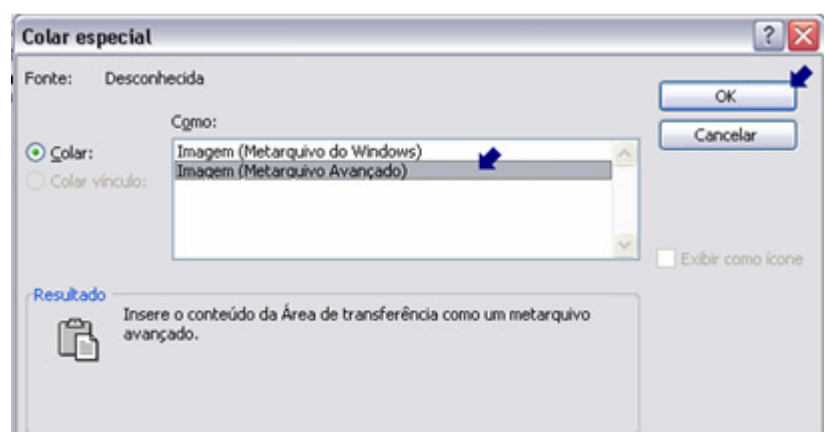 Colar especial
?
Fonte: Desconhecida
OK
Como:
Cancelar
Colar:
Imagem (Metarquivo do Windows)
Imagem (Metarquivo Avançado)
Colar vínculo:
Exibir como ícone
Resultado
Insere o conteúdo da Área de transferência como um metarquivo
avançado.